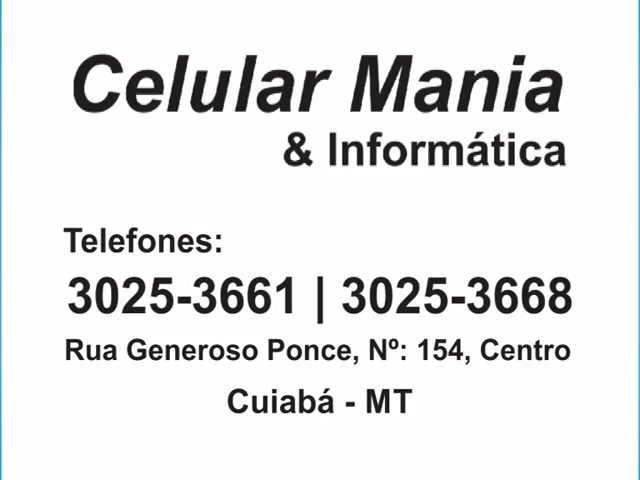 Celular Mania
& Informática
Telefones:
3025-3661 | 3025-3668
Rua Generoso Ponce, Nº: 154, Centro
Cuiabá - MT